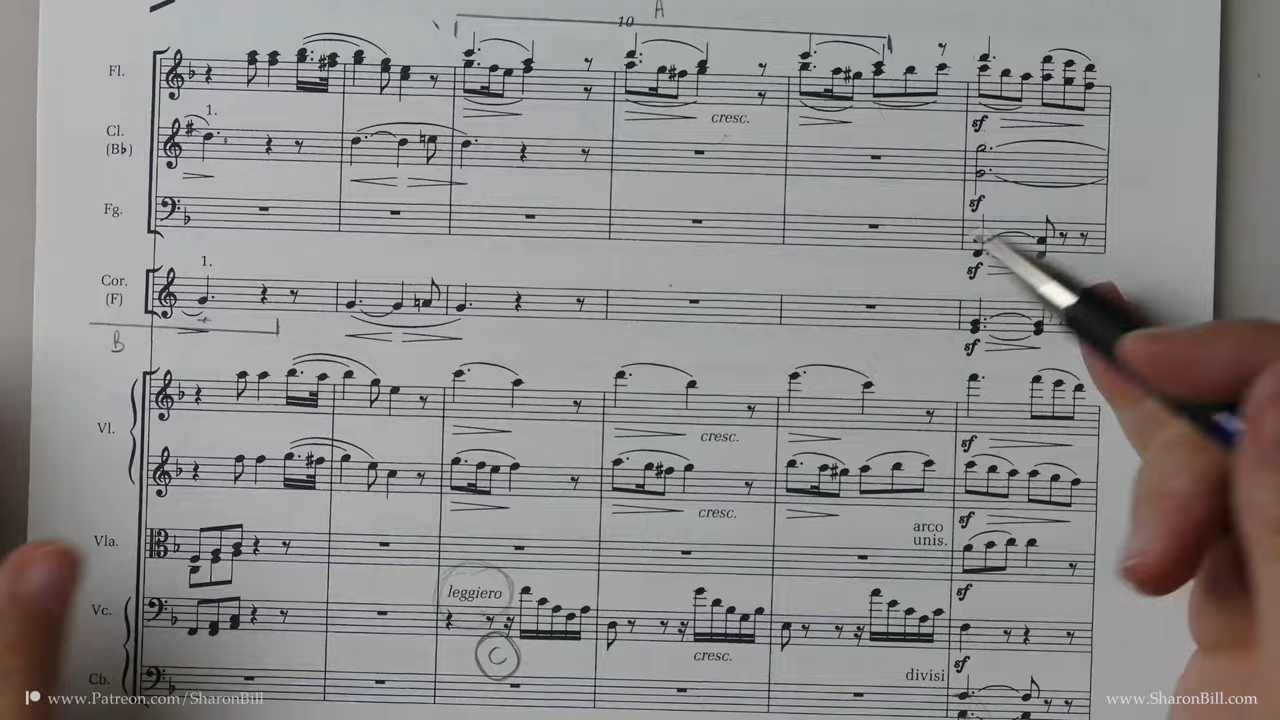 A
10
Fl.
cresc.
sf
1.
Cl.
(B♭)
sf
Fg.
sf
1.
Cor.
(F)
sf
B
Vl.
cresc.
sf
cresc.
sf
arco
unis.
Vla.
sf
leggiero
Vc.
C
cresc.
sf
divisi
Cb.
www.Patreon.com/SharonBill
www.SharonBill.com